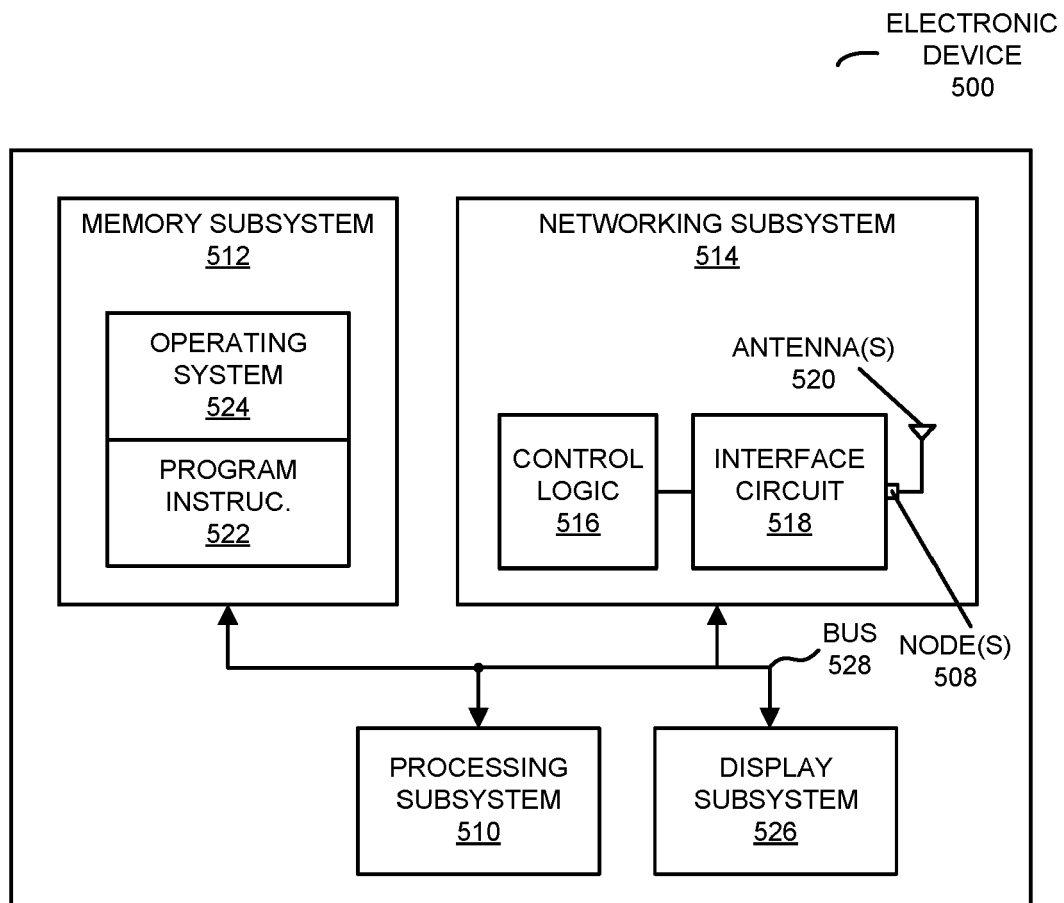 ELECTRONIC
DEVICE
500
MEMORY SUBSYSTEM
512
OPERATING
SYSTEM
524
PROGRAM
INSTRUC.
522
NETWORKING SUBSYSTEM
514
ANTENNA(S)
520
CONTROL
LOGIC
516
INTERFACE
CIRCUIT
518
BUS
528
NODE(S)
508
PROCESSING
SUBSYSTEM
510
DISPLAY
SUBSYSTEM
526